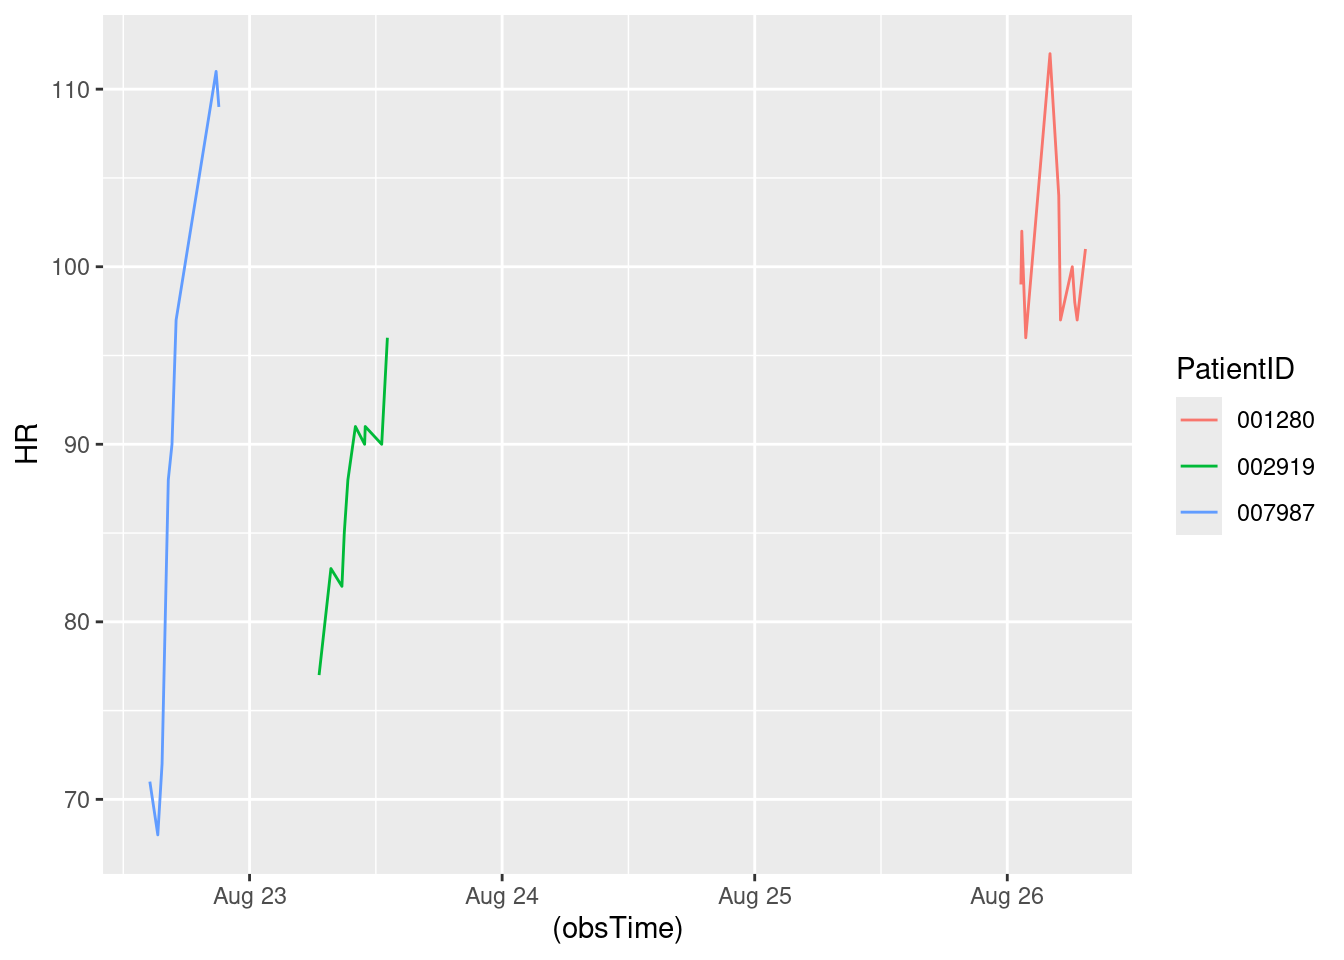 HR
110
100
90
80
70
Aug 23
Aug 24
Aug 25
Aug 26
(obsTime)
PatientID
001280
002919
007987